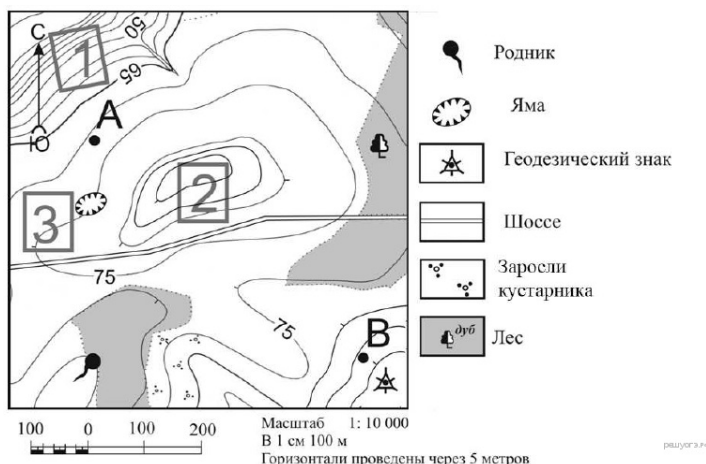 С
50
1
65
Ю
A
2
3
75
75
B
Родник
Яма
Геодезический знак
Шоссе
Заросли
кустарника
дуб
Лес
100 0 100 200
Масштаб 1: 10 000
В 1 см 100 м
Горизонтали проведены через 5 метров